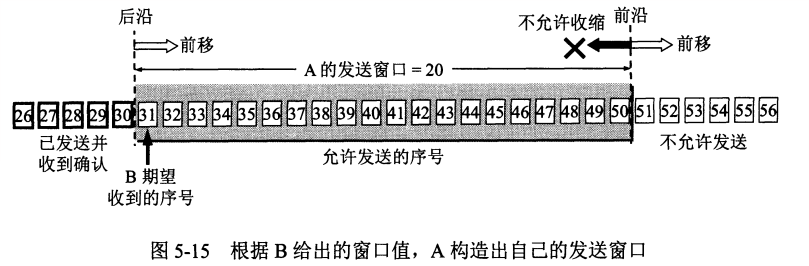 后沿
不允许收缩
前沿
前移
前移
A 的发送窗口 = 20
26 27 28 29 30 31 32 33 34 35 36 37 38 39 40 41 42 43 44 45 46 47 48 49 50 51 52 53 54 55 56
已发送并
收到确认
允许发送的序号
不允许发送
B 期望
收到的序号
图 5-15 根据 B 给出的窗口值，A 构造出自己的发送窗口